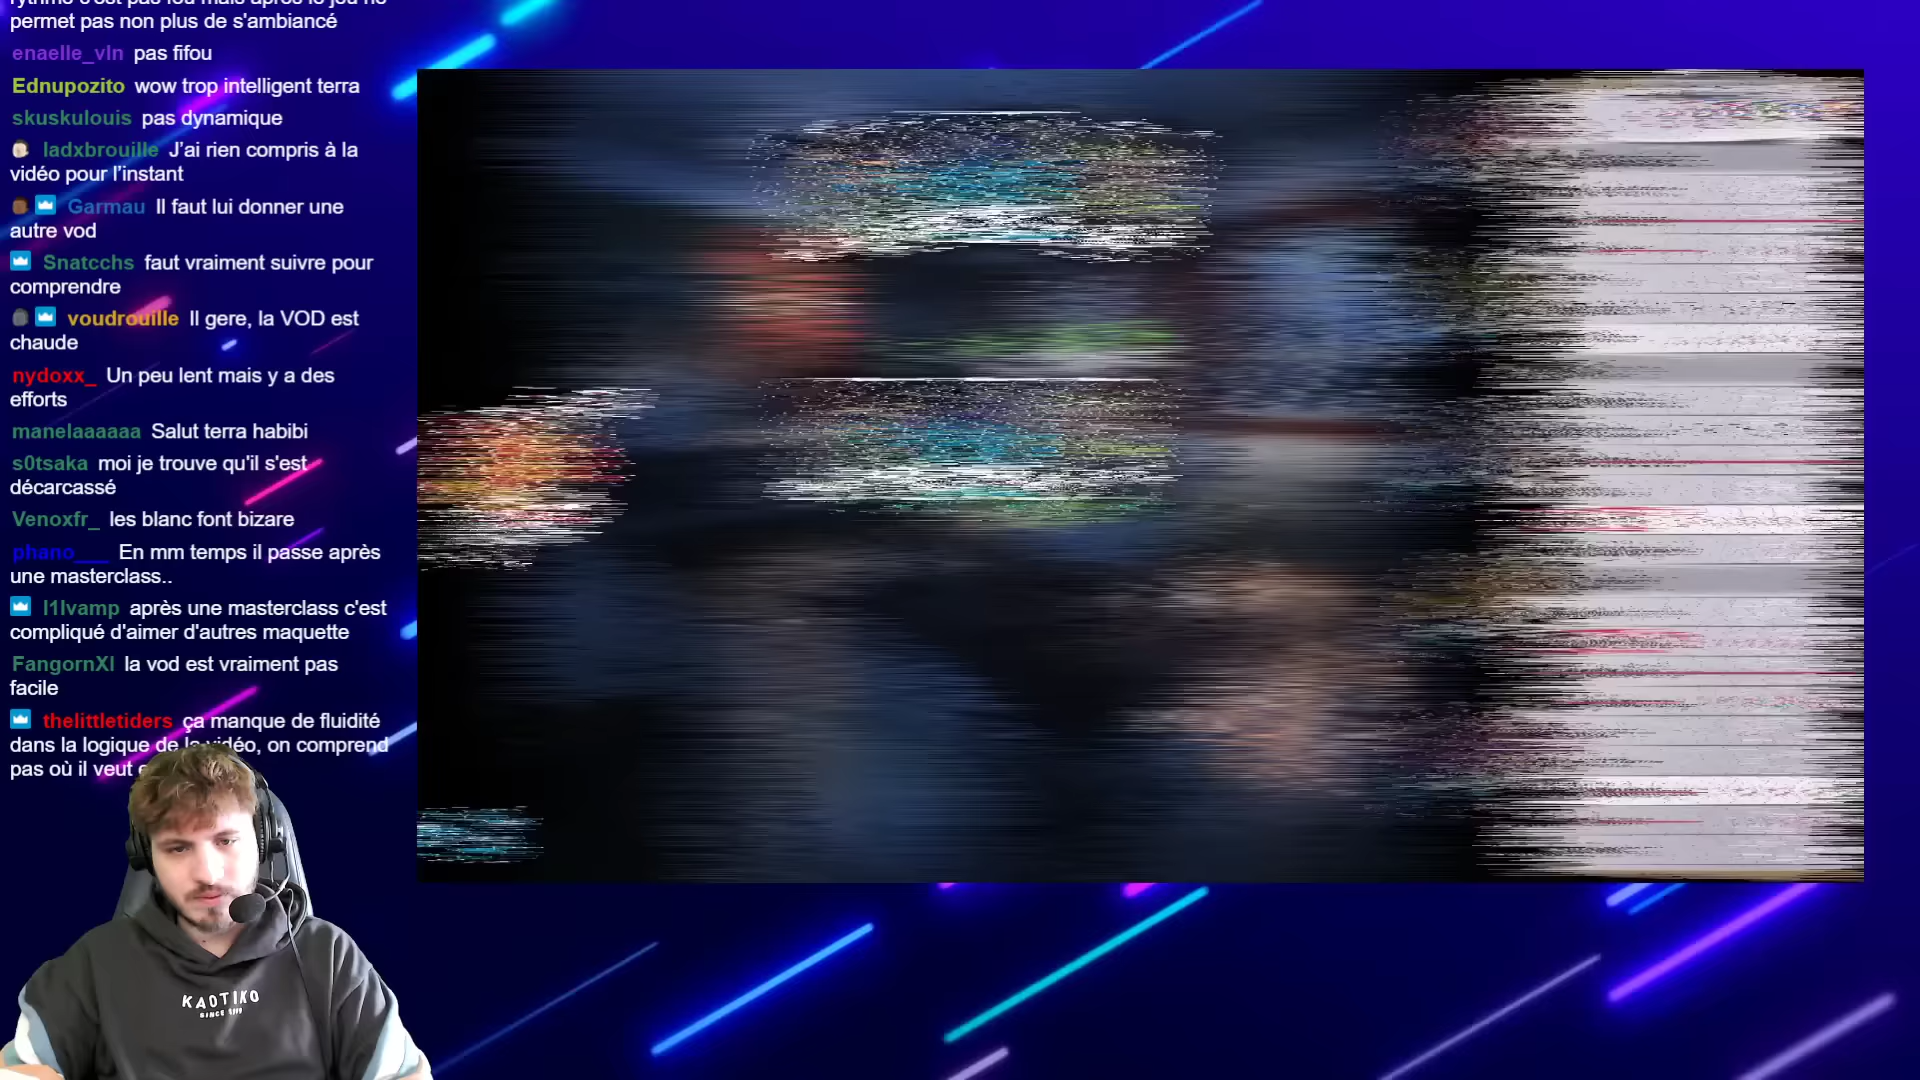 permet pas non plus de s'ambiancé
enaelle_vln pas fifou
Ednupozito wow trop intelligent terra
skuskulouis pas dynamique
ladxbrouille J'ai rien compris à la
vidéo pour l'instant
Garmau Il faut lui donner une
autre vod
Snatcchs faut vraiment suivre pour
comprendre
voudrouille Il gere, la VOD est
chaude
nydoxx_ Un peu lent mais y a des
efforts
manelaaaaaa Salut terra habibi
s0tsaka moi je trouve qu'il s'est
décarcassé
Venoxfr_ les blanc font bizare
phano___ En mm temps il passe après
une masterclass..
l1lvamp après une masterclass c'est
compliqué d'aimer d'autres maquette
FangornXl la vod est vraiment pas
facile
thelittletiders ça manque de fluidité
dans la logique de la vidéo, on comprend
pas où il veut
KAOTIKO
SINCE